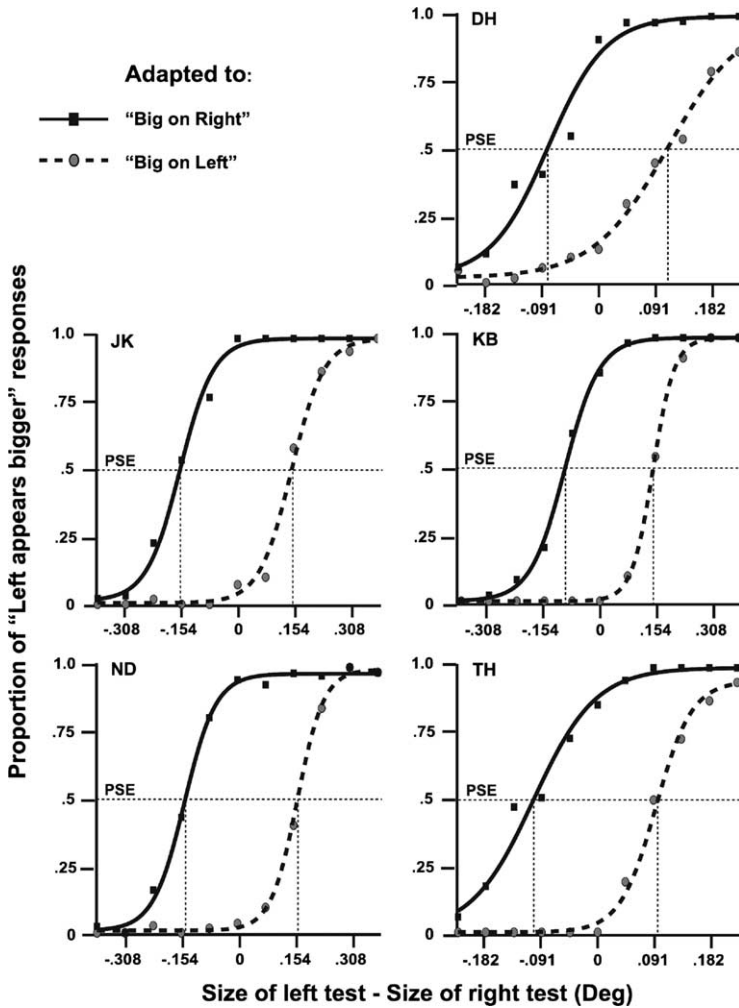 DH
Adapted to:
"Big on Right"
"Big on Left"
1.0
.75
PSE
.5
.25
0
-.182 -.091 0 .091 .182
JK
1.0
.75
PSE
.5
.25
0
-.308 -.154 0 .154 .308
KB
1.0
.75
PSE
.5
.25
0
-.308 -.154 0 .154 .308
ND
1.0
.75
PSE
.5
.25
0
-.308 -.154 0 .154 .308
TH
1.0
.75
PSE
.5
.25
0
-.182 -.091 0 .091 .182
Proportion of "Left appears bigger" responses
Size of left test - Size of right test (Deg)